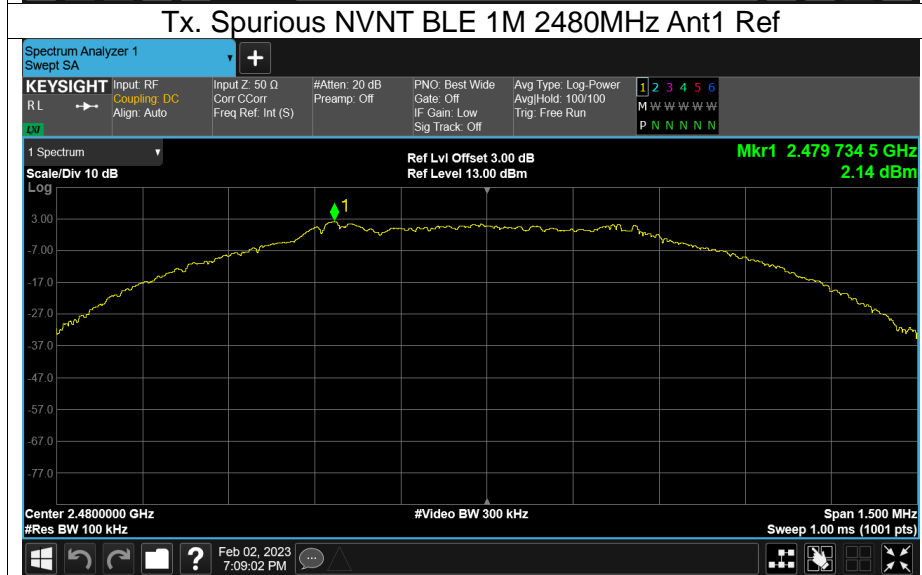 Tx. Spurious NVNT BLE 1M 2480MHz Ant1 Ref
Spectrum Analyzer 1
Swept SA
+
KEYSIGHT
RL
LXI
Input: RF
Coupling: DC
Align: Auto
Input Z: 50 Ω
Corr CCorr
Freq Ref: Int (S)
#Atten: 20 dB
Preamp: Off
PNO: Best Wide
Gate: Off
IF Gain: Low
Sig Track: Off
Avg Type: Log-Power
Avg|Hold: 100/100
Trig: Free Run
1 2 3 4 5 6
M W W W W W
P N N N N N
1 Spectrum
Scale/Div 10 dB
Ref Lvl Offset 3.00 dB
Ref Level 13.00 dBm
Mkr1 2.479 734 5 GHz
2.14 dBm
Log
1
3.00
-7.00
-17.0
-27.0
-37.0
-47.0
-57.0
-67.0
-77.0
Center 2.4800000 GHz
#Res BW 100 kHz
#Video BW 300 kHz
Span 1.500 MHz
Sweep 1.00 ms (1001 pts)
?
Feb 02, 2023
7:09:02 PM